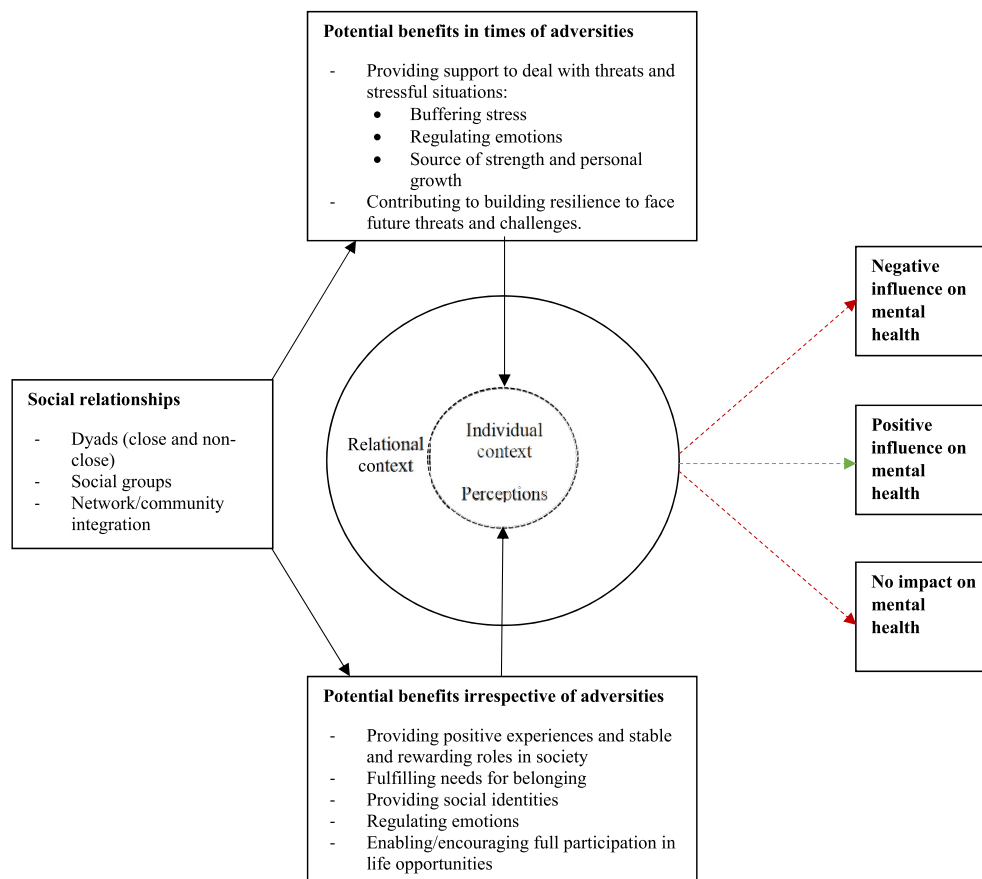 Potential benefits in times of adversities
- Providing support to deal with threats and
stressful situations:
● Buffering stress
● Regulating emotions
● Source of strength and personal
growth
- Contributing to building resilience to face
future threats and challenges.
Social relationships
- Dyads (close and non-
close)
- Social groups
- Network/community
integration
Relational
context
Individual
context
Perceptions
Negative
influence on
mental
health
Positive
influence on
mental
health
No impact on
mental
health
Potential benefits irrespective of adversities
- Providing positive experiences and stable
and rewarding roles in society
- Fulfilling needs for belonging
- Providing social identities
- Regulating emotions
- Enabling/encouraging full participation in
life opportunities